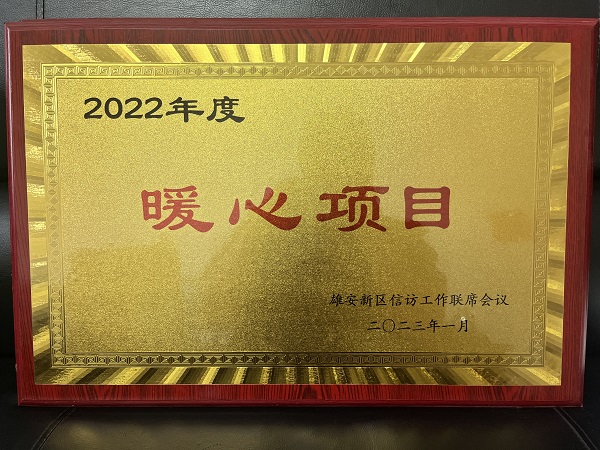 2022年度
暖心项目
雄安新区信访工作联席会议
二〇二三年一月